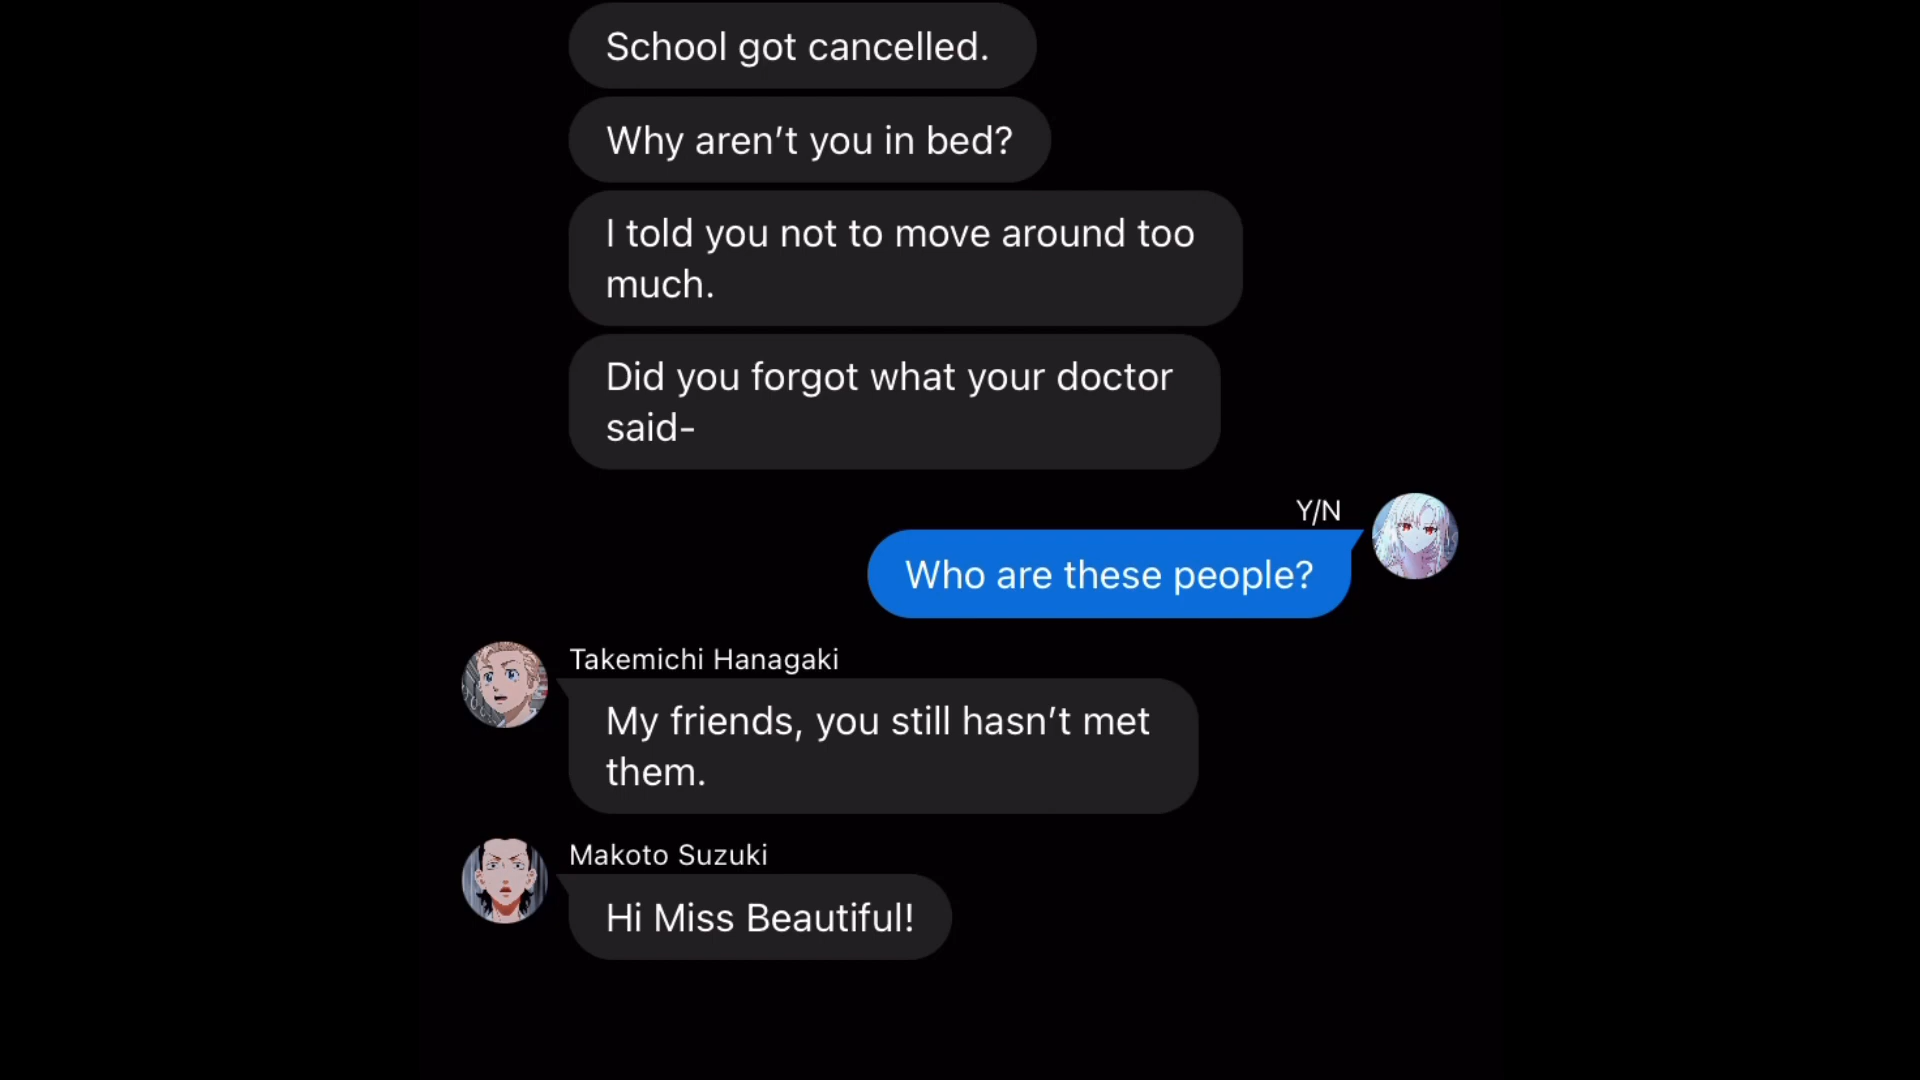 School got cancelled.
Why aren’t you in bed?
I told you not to move around too
much.
Did you forgot what your doctor
said-
Y/N
Who are these people?
Takemichi Hanagaki
My friends, you still hasn’t met
them.
Makoto Suzuki
Hi Miss Beautiful!